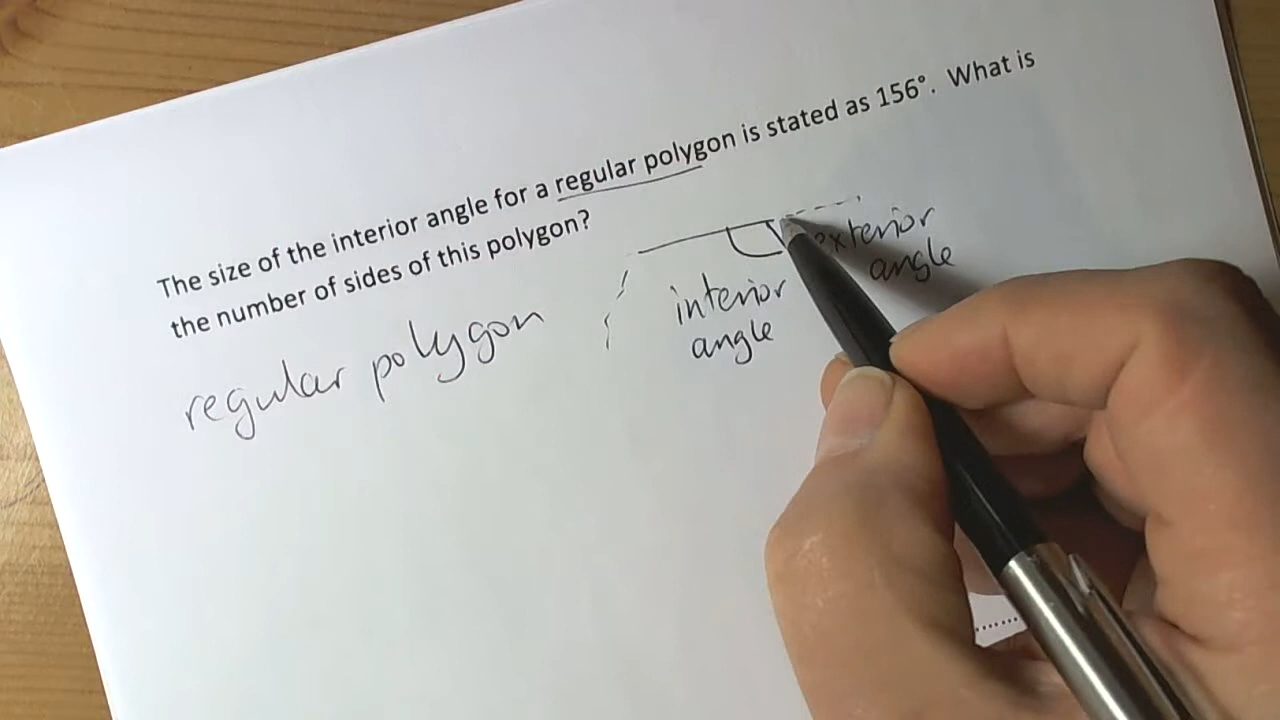 The size of the interior angle for a regular polygon is stated as 156°. What is
the number of sides of this polygon?
regular polygon
interior
angle
exterior
angle